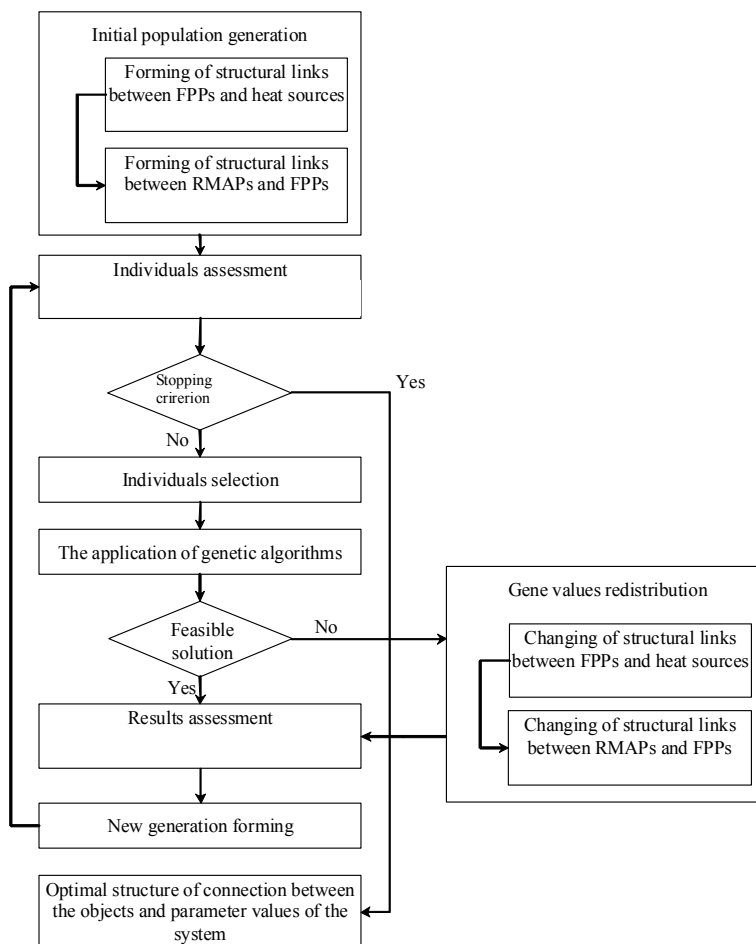 Initial population generation
Forming of structural links
between FPPs and heat sources
Forming of structural links
between RMAPs and FPPs
Individuals assessment
Stopping
crirerion
Yes
No
Individuals selection
The application of genetic algorithms
Feasible
solution
No
Yes
Gene values redistribution
Changing of structural links
between FPPs and heat sources
Changing of structural links
between RMAPs and FPPs
Results assessment
New generation forming
Optimal structure of connection between
the objects and parameter values of the
system